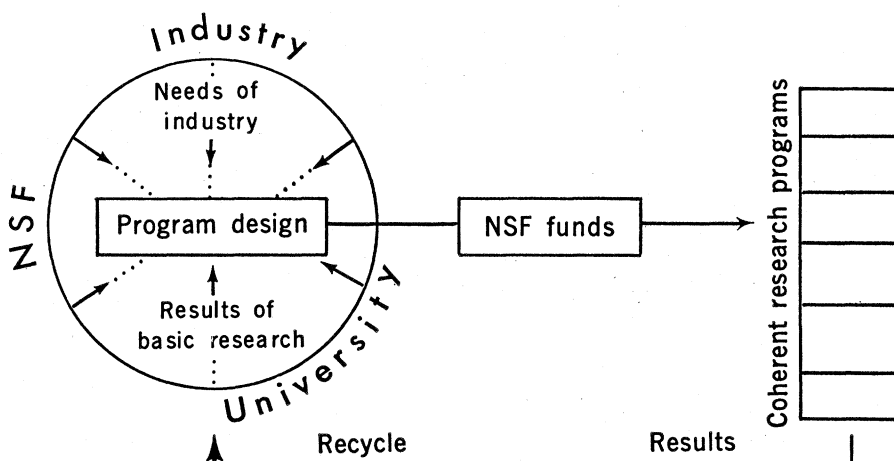 Industry
Needs of
industry
NSF
Program design
NSF funds
Coherent research programs
Results of
basic research
University
Recycle
Results